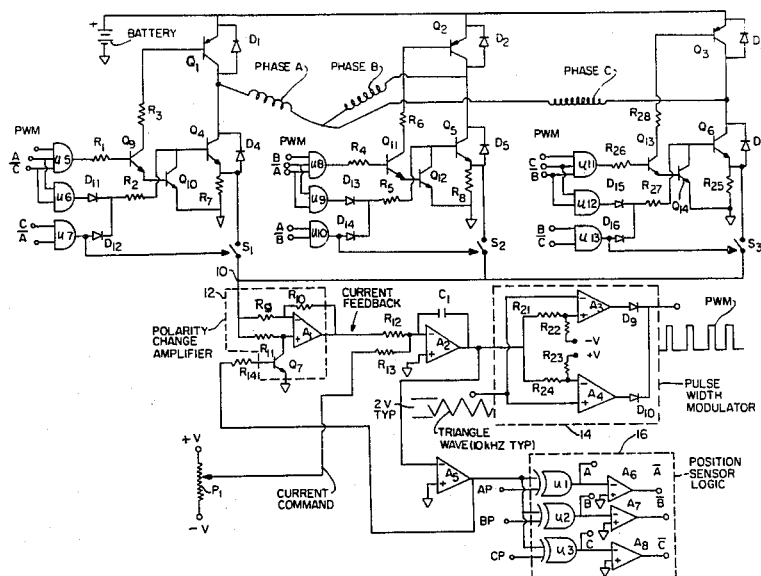 +
BATTERY
Q1
D1
Q2
D2
Q3
D
PHASE A
PHASE B
PHASE C
R3
R6
R28
PWM
A
C̅
U5
R1
Q9
Q4
D4
U6
D11
R2
Q10
R7
C
A̅
U7
D12
S1
PWM
B
A̅
U8
R4
Q11
Q5
D5
U9
D13
R5
Q12
R8
A
B̅
U10
D14
S2
PWM
C
B̅
U11
R26
Q13
Q6
D
U12
D15
R27
Q14
R25
B
C̅
U13
D16
S3
10
12
R9
R10
A1
R11
Q7
R14
POLARITY
CHANGE
AMPLIFIER
CURRENT
FEEDBACK
R12
R13
C1
A2
R21
R22
-V
+V
R23
R24
A3
D9
A4
D10
PWM
PULSE
WIDTH
MODULATOR
14
2 V
TYP
TRIANGLE
WAVE (10 kHZ TYP)
+V
P1
-V
CURRENT
COMMAND
A5
16
POSITION
SENSOR
LOGIC
AP
U1
A
A6
A̅
BP
U2
B
A7
B̅
CP
U3
C
A8
C̅